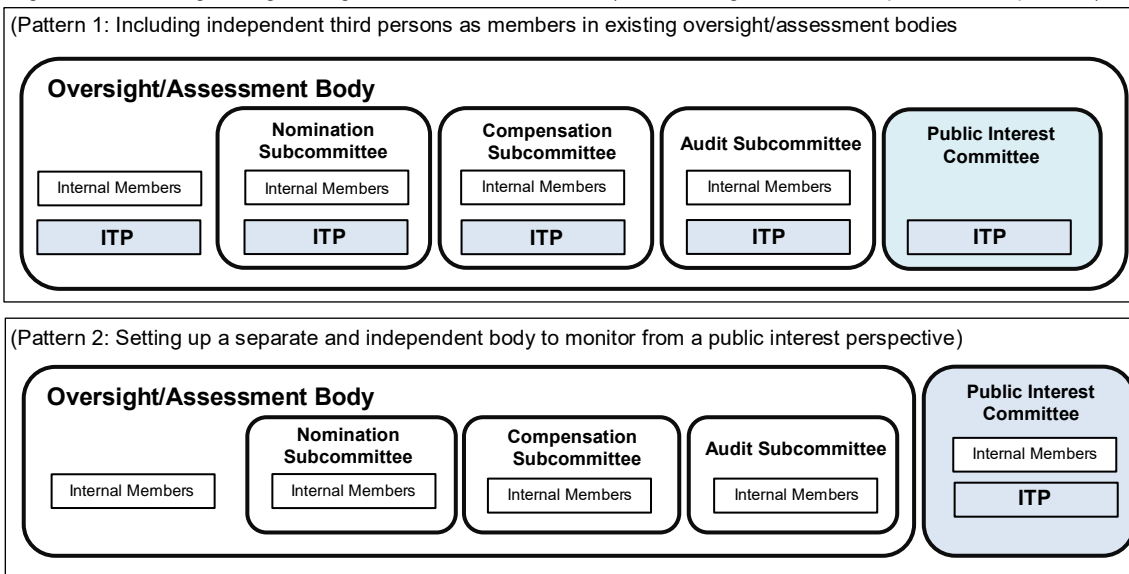 (Pattern 1: Including independent third persons as members in existing oversight/assessment bodies
Oversight/Assessment Body
Internal Members
ITP
Nomination
Subcommittee
Internal Members
ITP
Compensation
Subcommittee
Internal Members
ITP
Audit Subcommittee
Internal Members
ITP
Public Interest
Committee
ITP
(Pattern 2: Setting up a separate and independent body to monitor from a public interest perspective)
Oversight/Assessment Body
Internal Members
Nomination
Subcommittee
Internal Members
Compensation
Subcommittee
Internal Members
Audit Subcommittee
Internal Members
Public Interest
Committee
Internal Members
ITP